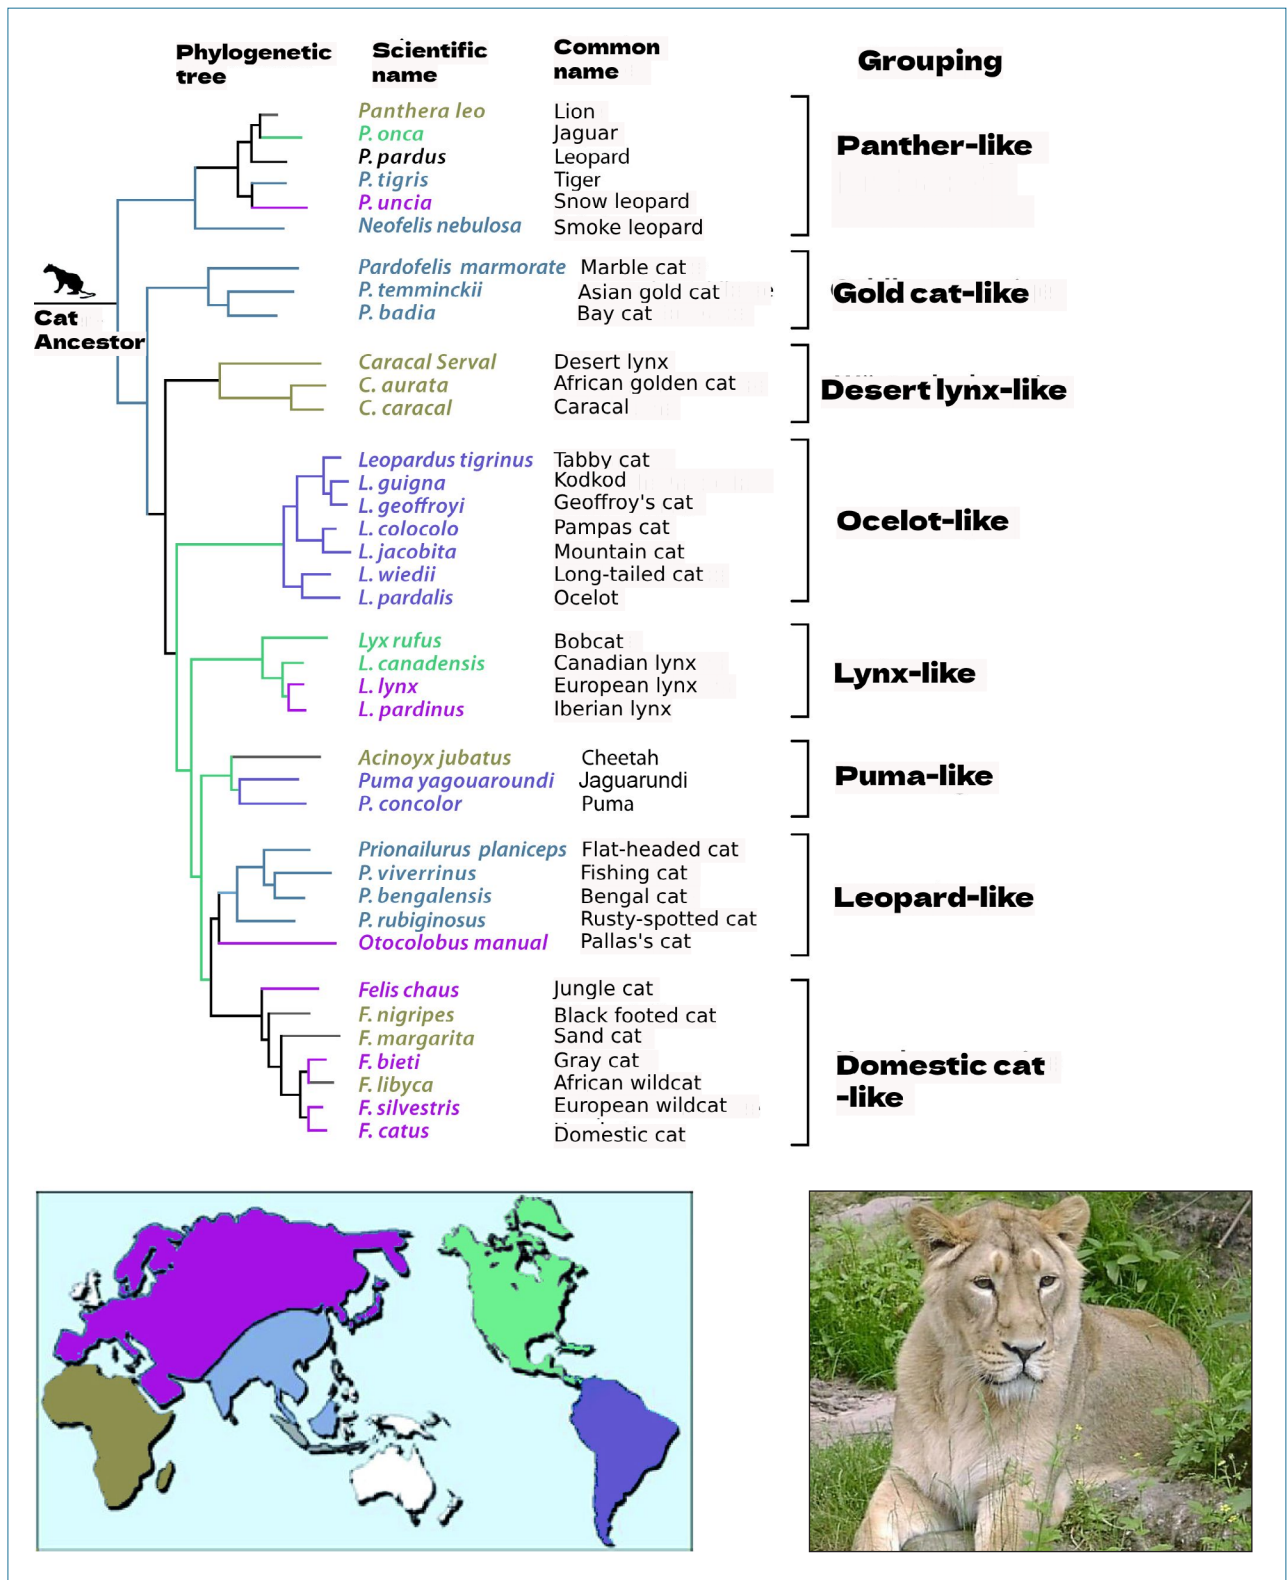 Phylogenetic
tree
Scientific
name
Common
name
Grouping
Panthera leo Lion
P. onca Jaguar
P. pardus Leopard
P. tigris Tiger
P. uncia Snow leopard
Neofelis nebulosa Smoke leopard
Panther-like
Cat
Ancestor
Pardofelis marmorate Marble cat
P. temminckii Asian gold cat
P. badia Bay cat
Gold cat-like
Caracal Serval Desert lynx
C. aurata African golden cat
C. caracal Caracal
Desert lynx-like
Leopardus tigrinus Tabby cat
L. guigna Kodkod
L. geoffroyi Geoffroy's cat
L. colocolo Pampas cat
L. jacobita Mountain cat
L. wiedii Long-tailed cat
L. pardalis Ocelot
Ocelot-like
Lyx rufus Bobcat
L. canadensis Canadian lynx
L. lynx European lynx
L. pardinus Iberian lynx
Lynx-like
Acinoyx jubatus Cheetah
Puma yagouaroundi Jaguarundi
P. concolor Puma
Puma-like
Prionailurus planiceps Flat-headed cat
P. viverrinus Fishing cat
P. bengalensis Bengal cat
P. rubiginosus Rusty-spotted cat
Otocolobus manual Pallas's cat
Leopard-like
Felis chaus Jungle cat
F. nigripes Black footed cat
F. margarita Sand cat
F. bieti Gray cat
F. libyca African wildcat
F. silvestris European wildcat
F. catus Domestic cat
Domestic cat
-like